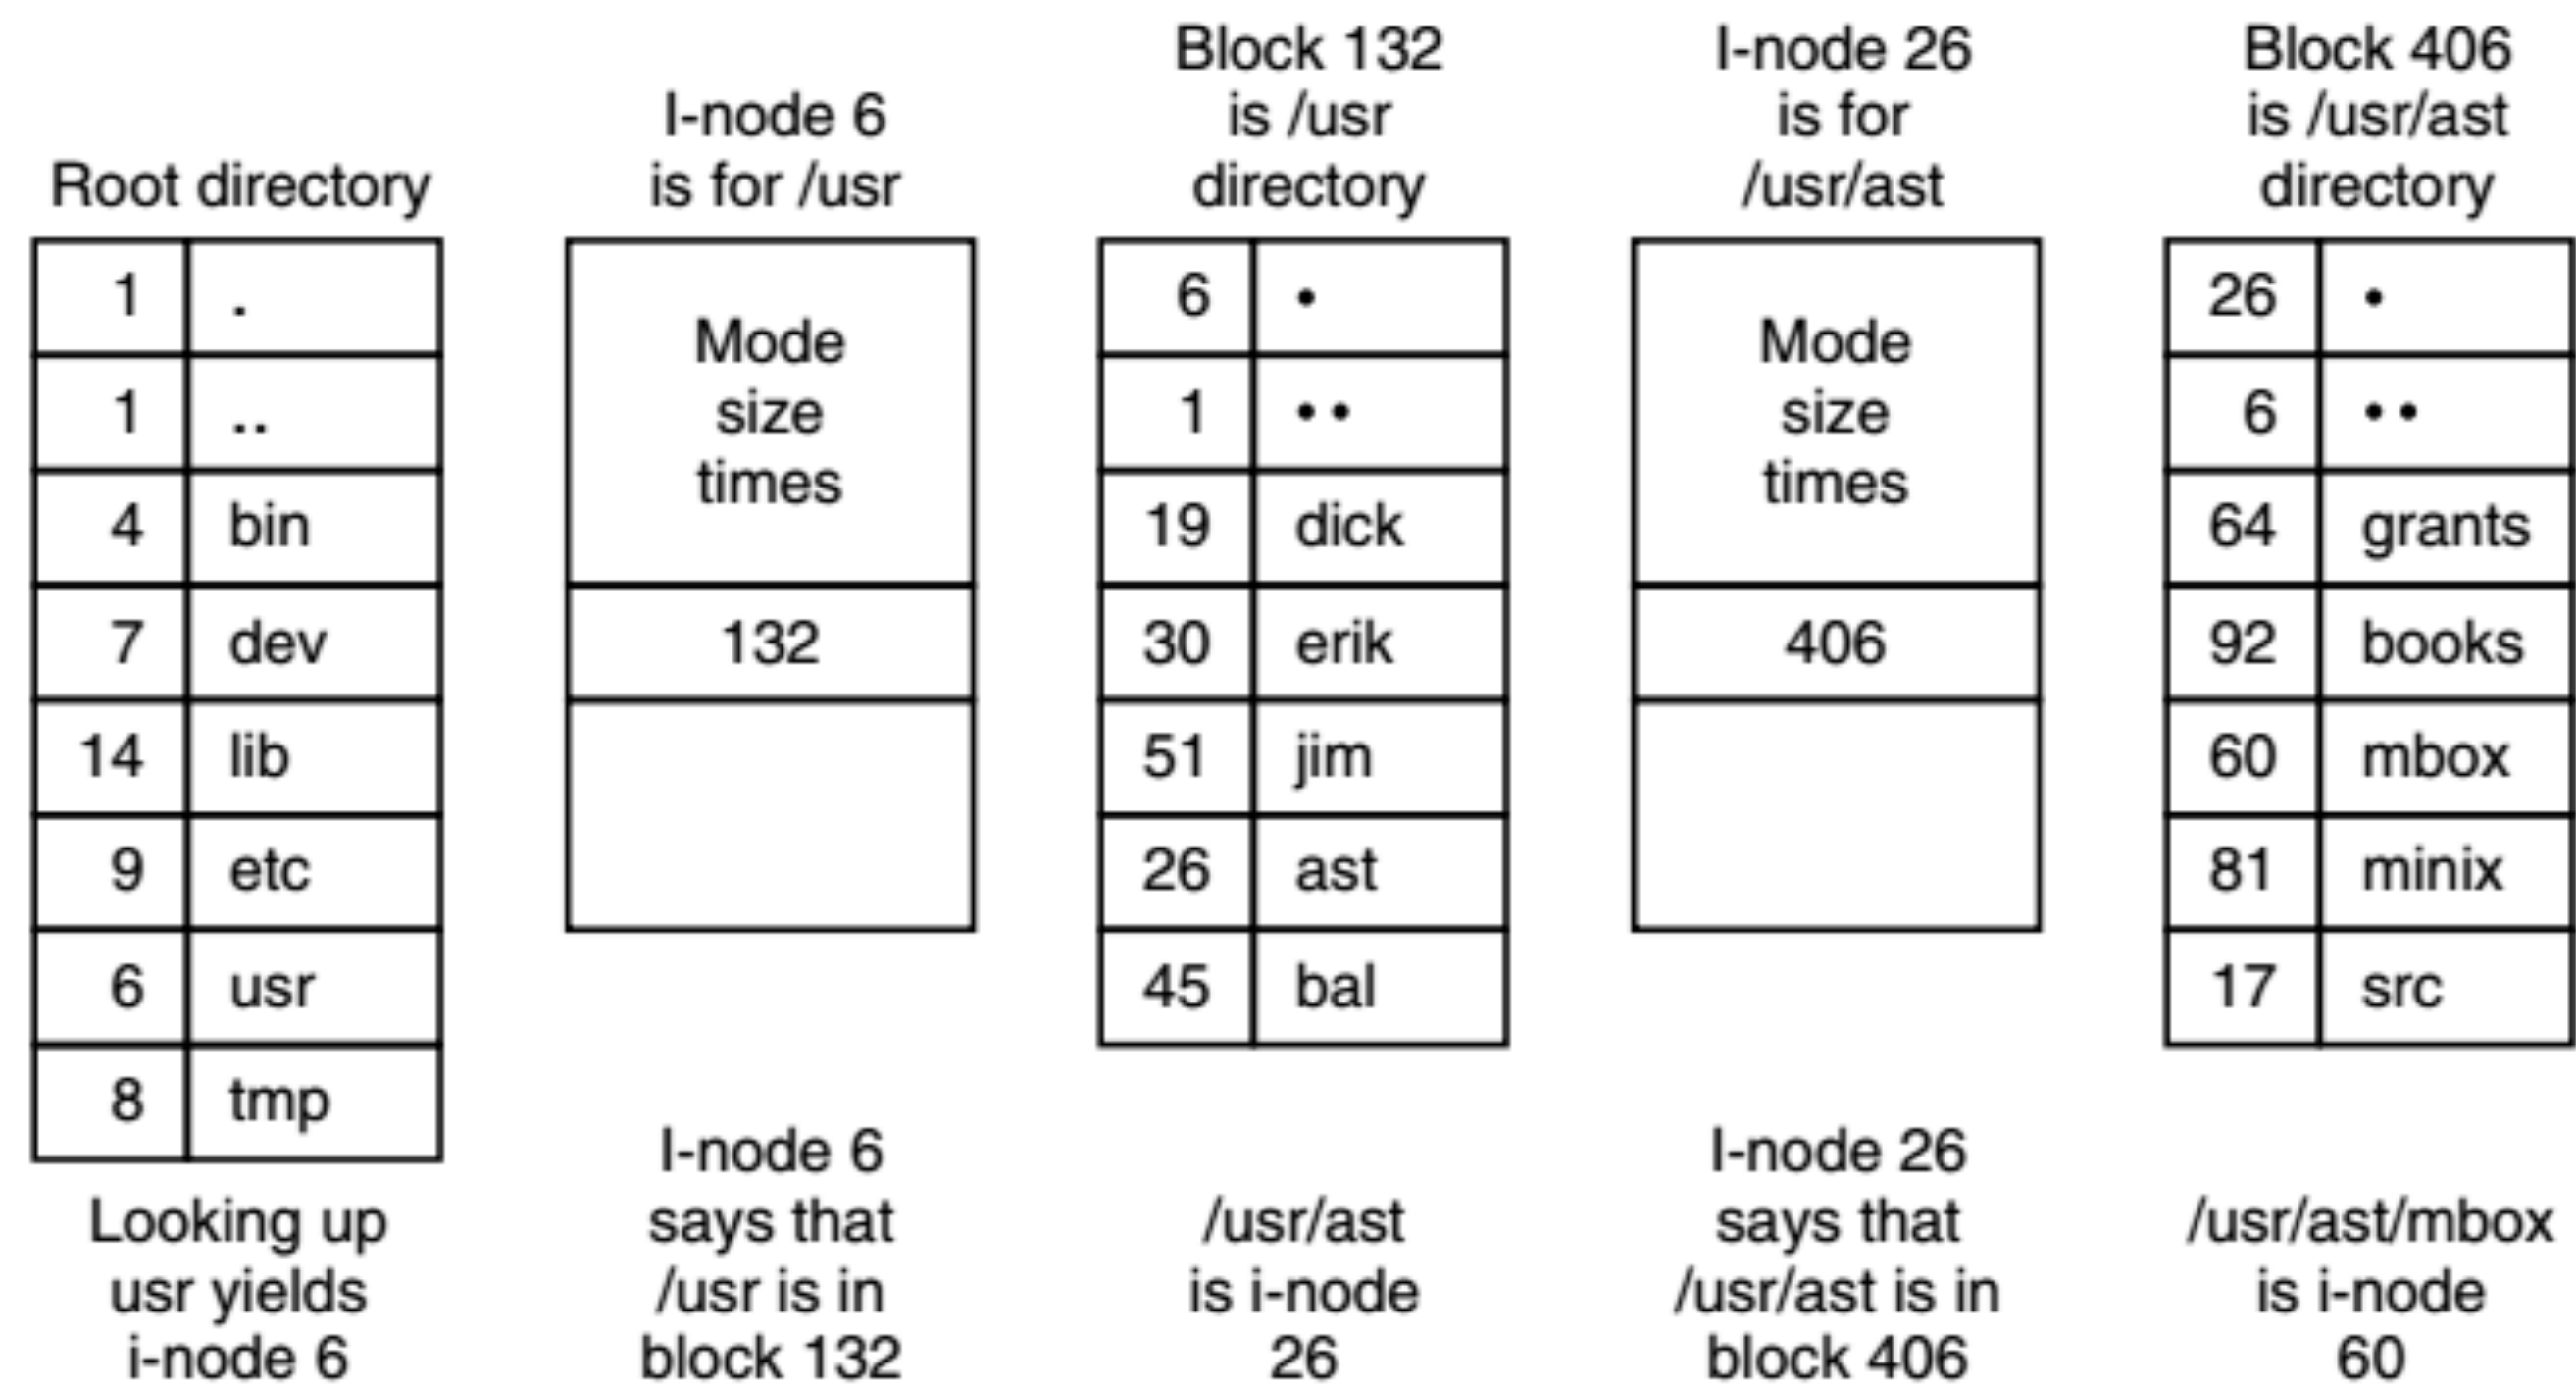 Root directory
1 .
1 ..
4 bin
7 dev
14 lib
9 etc
6 usr
8 tmp
Looking up
usr yields
i-node 6
I-node 6
is for /usr
Mode
size
times
132
I-node 6
says that
/usr is in
block 132
Block 132
is /usr
directory
6 •
1 ••
19 dick
30 erik
51 jim
26 ast
45 bal
/usr/ast
is i-node
26
I-node 26
is for
/usr/ast
Mode
size
times
406
I-node 26
says that
/usr/ast is in
block 406
Block 406
is /usr/ast
directory
26 •
6 ••
64 grants
92 books
60 mbox
81 minix
17 src
/usr/ast/mbox
is i-node
60